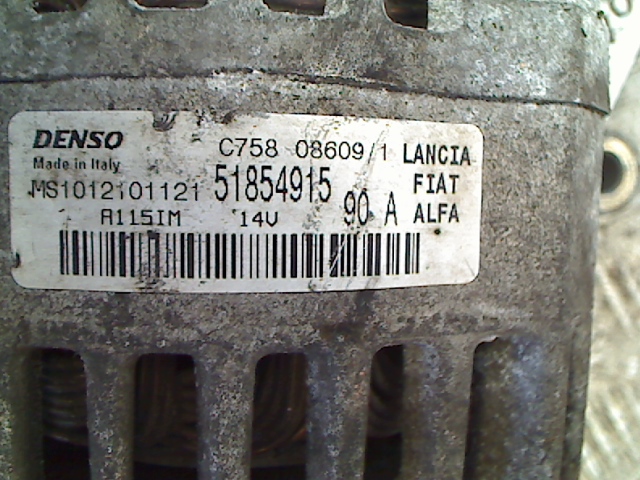 DENSO C758 08609/1 LANCIA
Made in Italy FIAT
MS1012101121 51854915 90 A ALFA
A115IM 14V